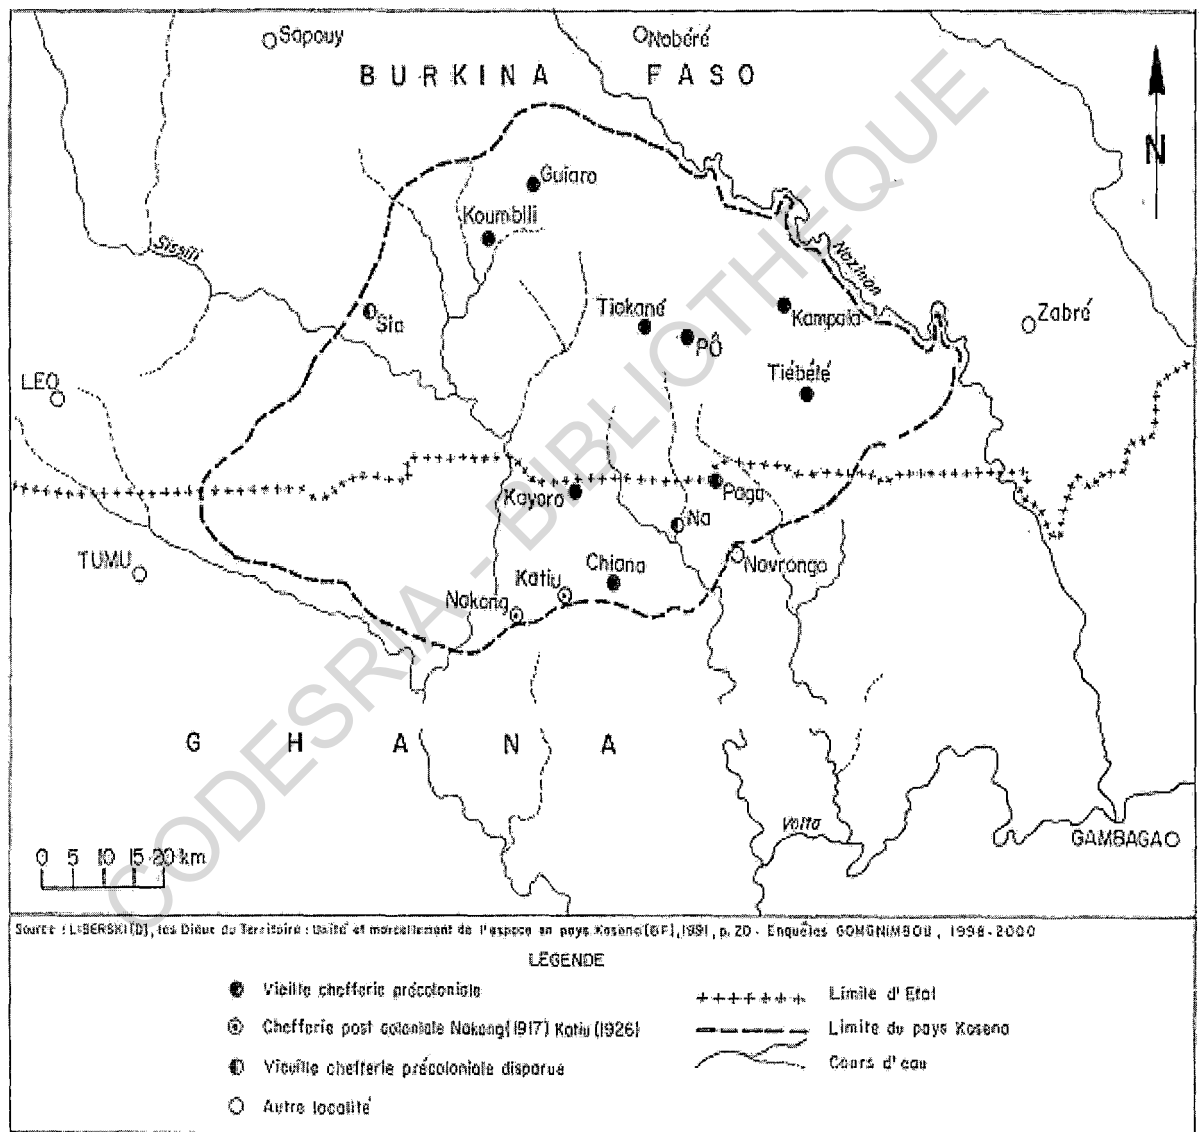 Sapouy
Nobéré
BURKINA FASO
N
Guiaro
Koumbili
Sissili
Nazinon
Sia
Tiakané
Pô
Kampala
Zabré
LEO
Tiébélé
Kayoro
Paga
Na
TUMU
Chiana
Navrongo
Katiu
Nakong
GHANA
Volta
GAMBAGA
0 5 10 15 20 km
CODESRIA - BIBLIOTHEQUE
Source : LIBERSKI(D), les Dieux du Territoire : Unité et morcellement de l'espace en pays Kasena (BF), 1991, p. 20 - Enquêtes GOMGNIMBOU, 1998-2000
LEGENDE
Vieille chefferie précoloniale
Chefferie post coloniale Nakong(1917) Katiu (1926)
Vieuille chefferie précoloniale disparue
Autre localité
Limite d'Etat
Limite du pays Kasena
Cours d'eau